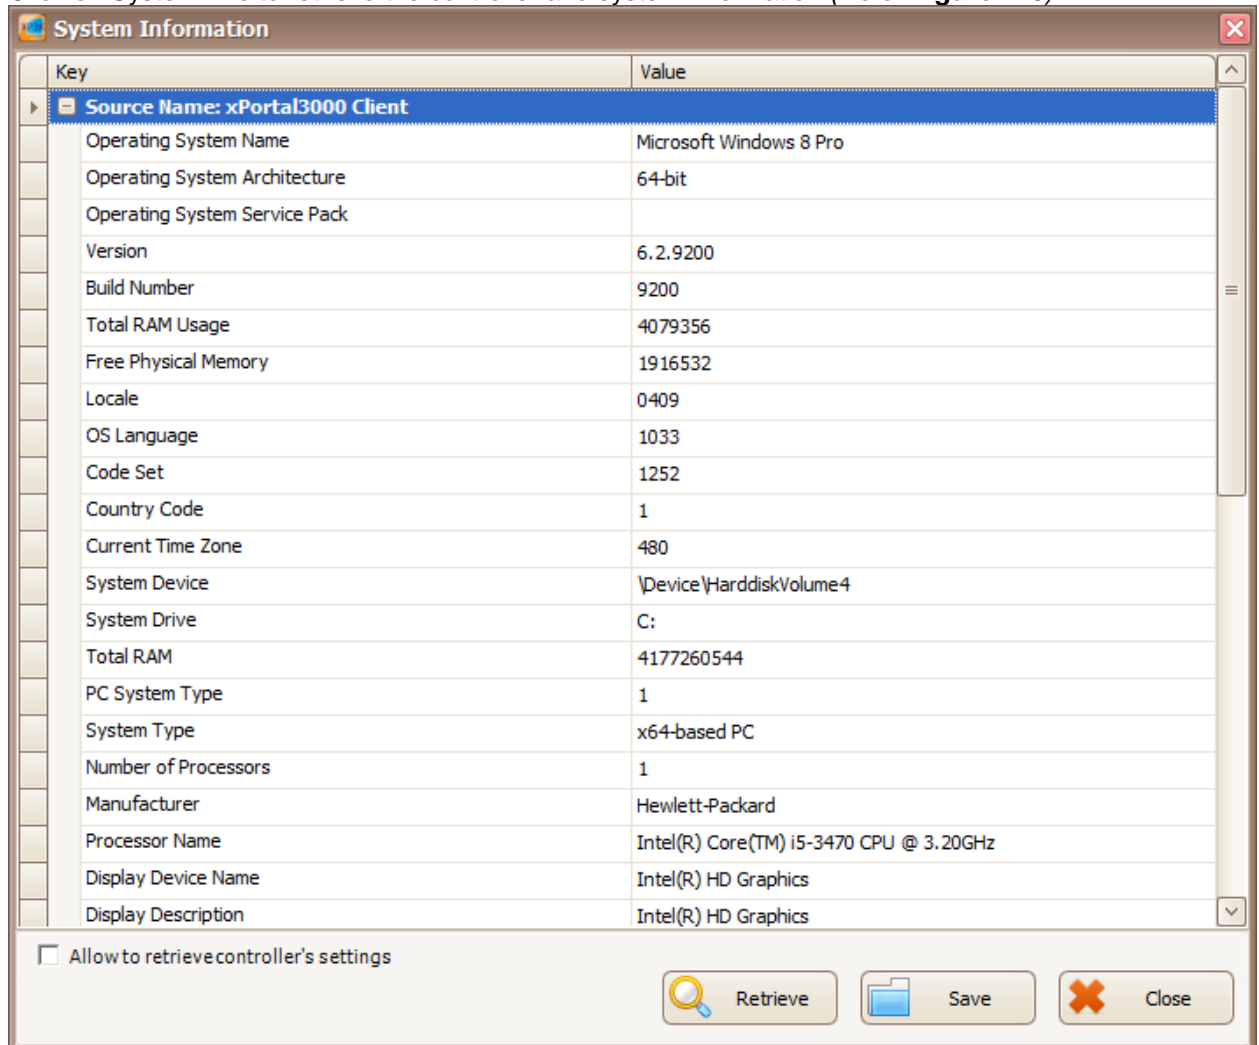 System Information
Key Value
Source Name: xPortal3000 Client
Operating System Name Microsoft Windows 8 Pro
Operating System Architecture 64-bit
Operating System Service Pack
Version 6.2.9200
Build Number 9200
Total RAM Usage 4079356
Free Physical Memory 1916532
Locale 0409
OS Language 1033
Code Set 1252
Country Code 1
Current Time Zone 480
System Device \Device\HarddiskVolume4
System Drive C:
Total RAM 4177260544
PC System Type 1
System Type x64-based PC
Number of Processors 1
Manufacturer Hewlett-Packard
Processor Name Intel(R) Core(TM) i5-3470 CPU @ 3.20GHz
Display Device Name Intel(R) HD Graphics
Display Description Intel(R) HD Graphics
Allow to retrieve controller's settings
Retrieve Save Close